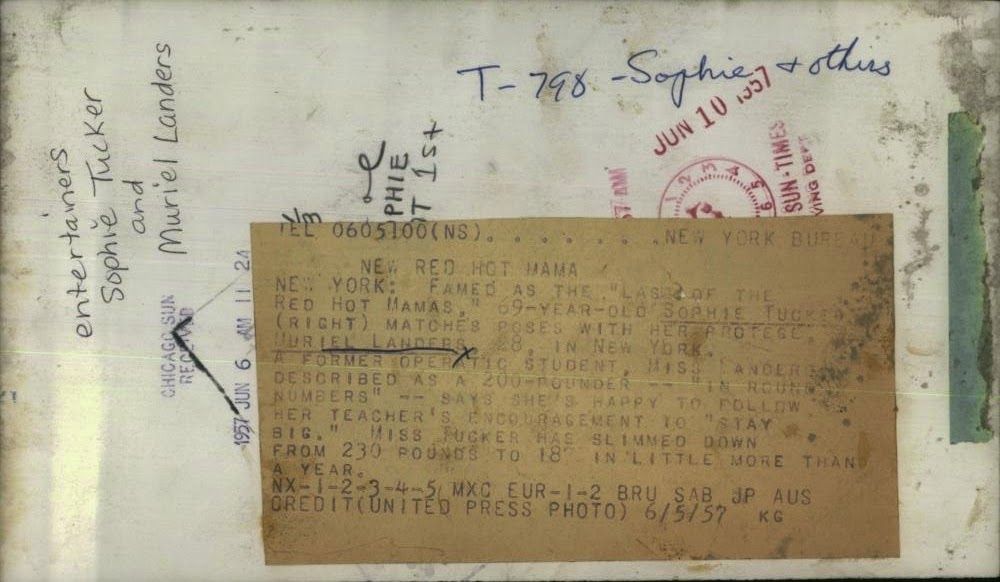 T-798 - Sophie & others
entertainers
Sophie Tucker
and
Muriel Landers
PHIE
1st
JUN 10 1957
SUN-TIMES
CHICAGO SUN
1957 JUN 6 AM 11 24
TEL 0605100(NS). . . . . . . .NEW YORK BUREAU
NEW RED HOT MAMA
NEW YORK: FAMED AS THE "LAST OF THE
RED HOT MAMAS," 69-YEAR-OLD SOPHIE TUCKER
(RIGHT) MATCHES POSES WITH HER PROTEGE,
MURIEL LANDERS, 28, IN NEW YORK.
A FORMER OPERATIC STUDENT, MISS LANDERS
DESCRIBED AS A 200-POUNDER -- "IN ROUND
NUMBERS" -- SAYS SHE'S HAPPY TO FOLLOW
HER TEACHER'S ENCOURAGEMENT TO "STAY
BIG." MISS TUCKER HAS SLIMMED DOWN
FROM 230 POUNDS TO IN LITTLE MORE THAN
A YEAR.
NX-1-2-3-4-5 MXC EUR-1-2 BRU SAB JP AUS
CREDIT(UNITED PRESS PHOTO) 6/5/57 KG